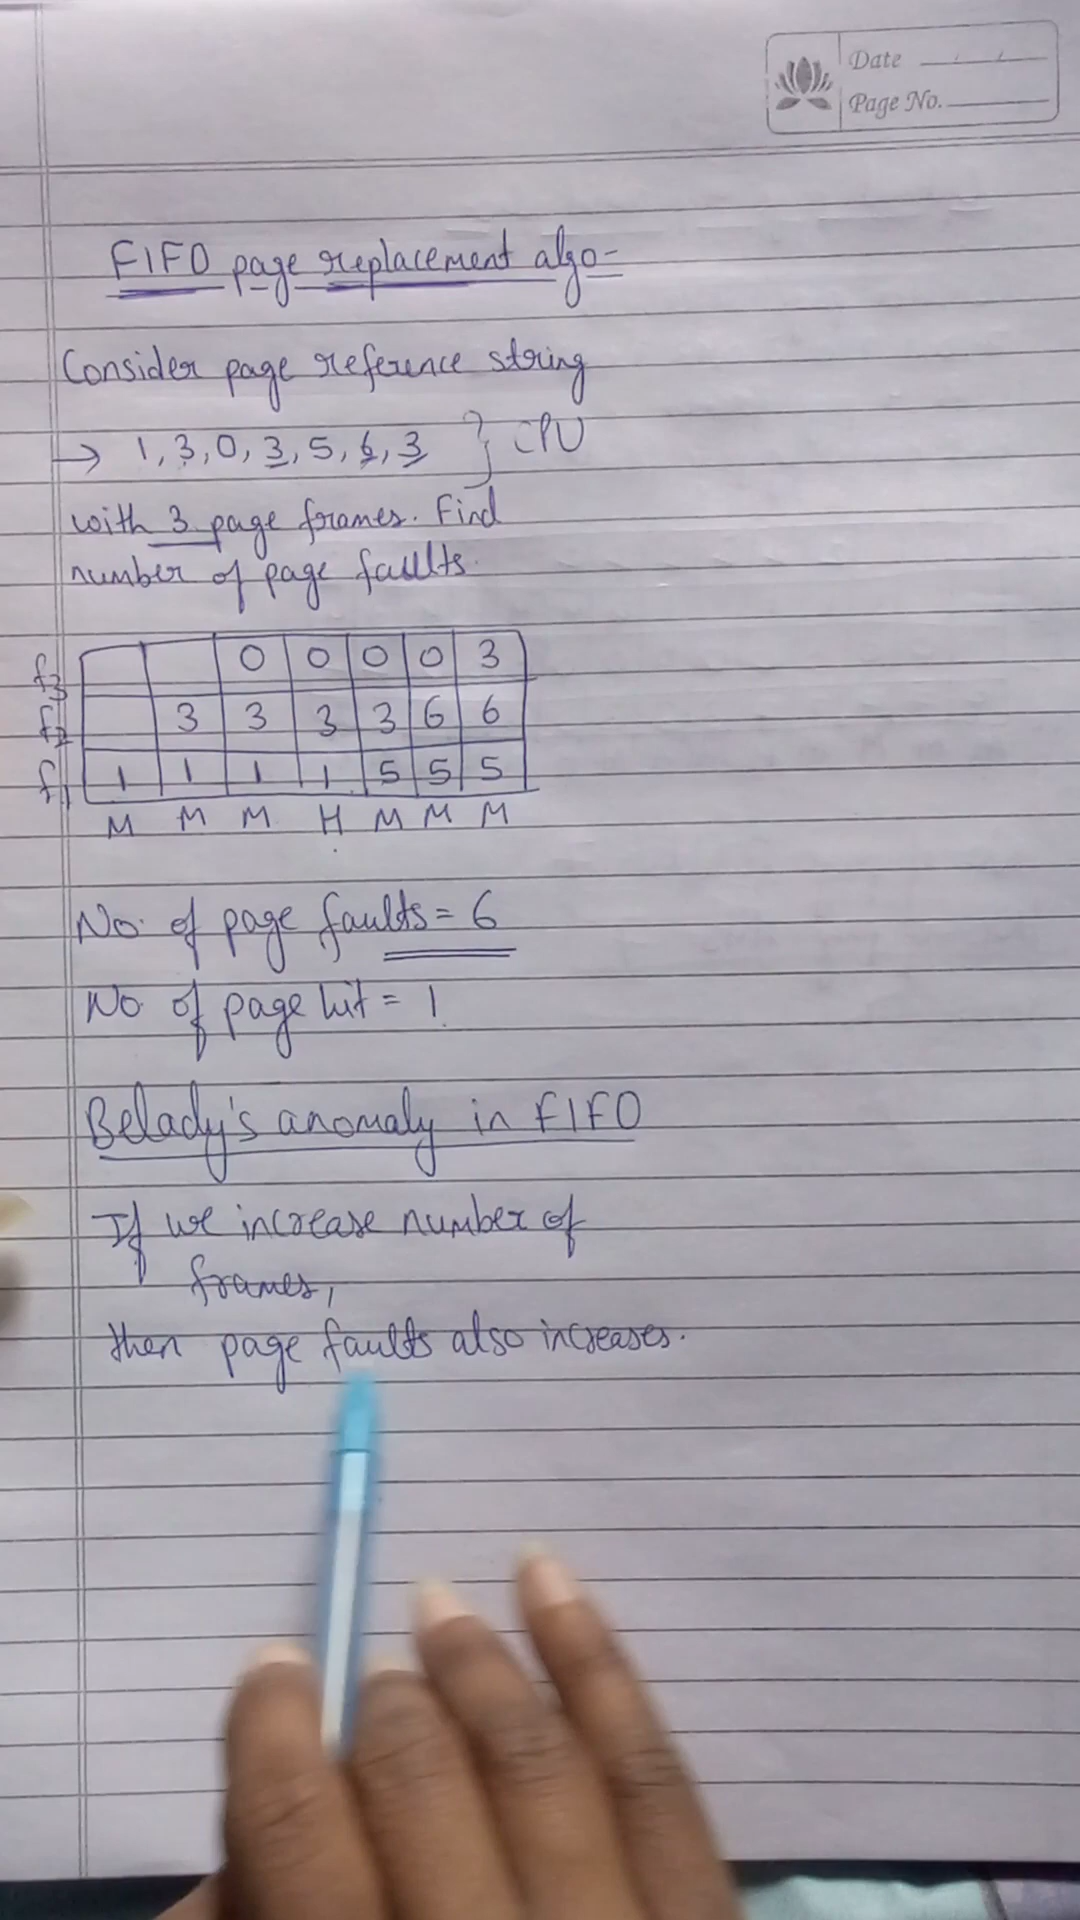 Date
Page No.
FIFO page replacement algo-
Consider page reference string
→ 1, 3, 0, 3, 5, 6, 3 } CPU
with 3 page frames. Find
number of page faults.
f3 0 0 0 0 3
f2 3 3 3 3 6 6
f1 1 1 1 1 5 5 5
M M M H M M M
No. of page faults = 6
No. of page hit = 1.
Belady's anomaly in FIFO
If we increase number of
frames,
then page faults also increases.